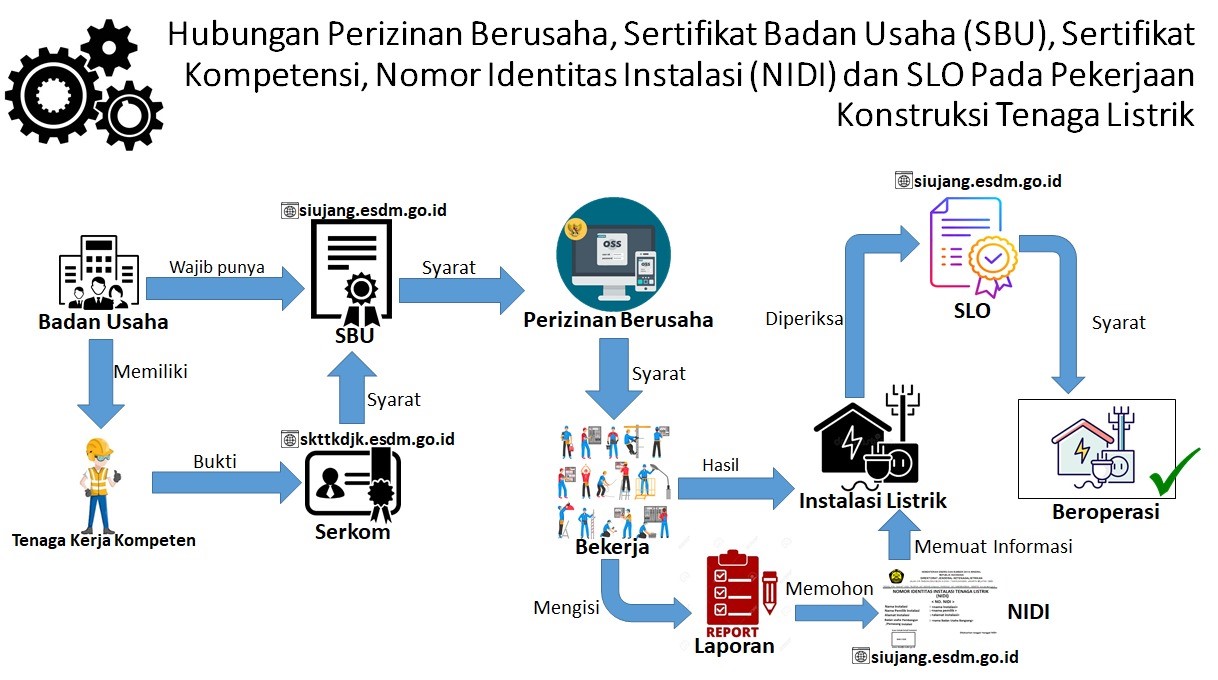 Hubungan Perizinan Berusaha, Sertifikat Badan Usaha (SBU), Sertifikat
Kompetensi, Nomor Identitas Instalasi (NIDI) dan SLO Pada Pekerjaan
Konstruksi Tenaga Listrik
siujang.esdm.go.id
siujang.esdm.go.id
Wajib punya
Syarat
OSS
OSS
Badan Usaha
SBU
Perizinan Berusaha
Diperiksa
SLO
Syarat
Memiliki
Syarat
Syarat
skttkdjk.esdm.go.id
Bukti
Hasil
Tenaga Kerja Kompeten
Serkom
Bekerja
Instalasi Listrik
Beroperasi
Memuat Informasi
Mengisi
REPORT
Laporan
Memohon
NOMOR IDENTITAS INSTALASI TENAGA LISTRIK
(NIDI)
NIDI
siujang.esdm.go.id